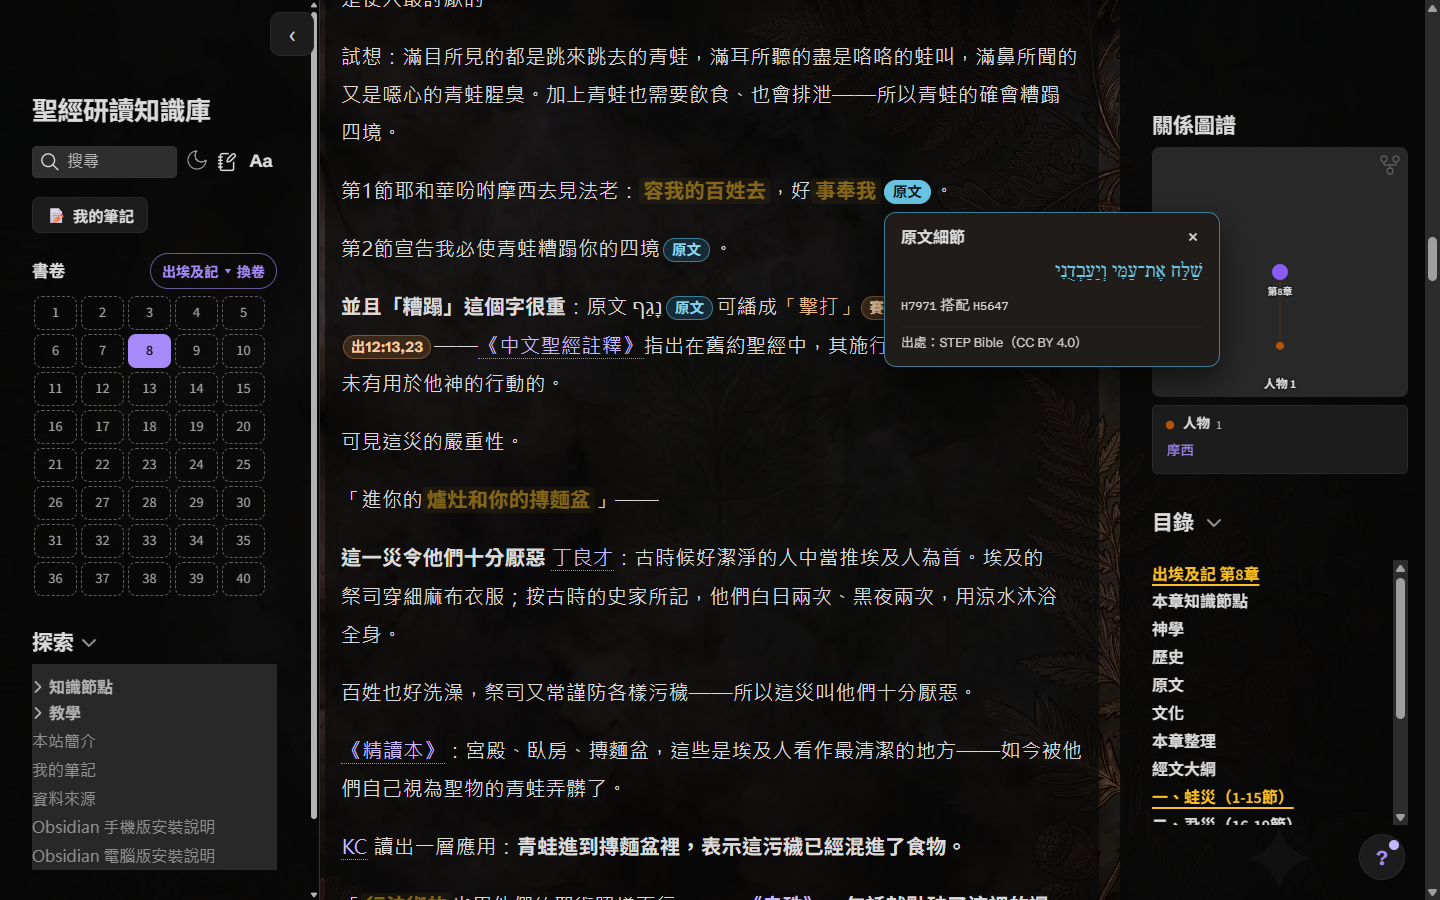 ‹
聖經研讀知識庫
搜尋
Aa
📝 我的筆記
書卷
出埃及記 ▾ 換卷
1 2 3 4 5
6 7 8 9 10
11 12 13 14 15
16 17 18 19 20
21 22 23 24 25
26 27 28 29 30
31 32 33 34 35
36 37 38 39 40
探索
知識節點
教學
本站簡介
我的筆記
資料來源
Obsidian 手機版安裝說明
Obsidian 電腦版安裝說明
試想：滿目所見的都是跳來跳去的青蛙，滿耳所聽的盡是咯咯的蛙叫，滿鼻所聞的
又是噁心的青蛙腥臭。加上青蛙也需要飲食、也會排泄——所以青蛙的確會糟蹋
四境。
第1節耶和華吩咐摩西去見法老：容我的百姓去，好事奉我 原文 。
第2節宣告我必使青蛙糟蹋你的四境 原文 。
並且「糟蹋」這個字很重：原文 נָגַף 原文 可繙成「擊打」 賽
出12:13,23 ——《中文聖經註釋》指出在舊約聖經中，其施行
未有用於他神的行動的。
可見這災的嚴重性。
「進你的爐灶和你的摶麵盆」——
這一災令他們十分厭惡 丁良才：古時候好潔淨的人中當推埃及人為首。埃及的
祭司穿細麻布衣服；按古時的史家所記，他們白日兩次、黑夜兩次，用涼水沐浴
全身。
百姓也好洗澡，祭司又常謹防各樣污穢——所以這災叫他們十分厭惡。
《精讀本》：宮殿、臥房、摶麵盆，這些是埃及人看作最清潔的地方——如今被他
們自己視為聖物的青蛙弄髒了。
KC 讀出一層應用：青蛙進到摶麵盆裡，表示這污穢已經混進了食物。
原文細節
×
שַׁלַּח אֶת־עַמִּי וְיַעַבְדֻנִי
H7971 搭配 H5647
出處：STEP Bible（CC BY 4.0）
關係圖譜
第8章
人物 1
人物 1
摩西
目錄
出埃及記 第8章
本章知識節點
神學
歷史
原文
文化
本章整理
經文大綱
一、蛙災（1-15節）
?